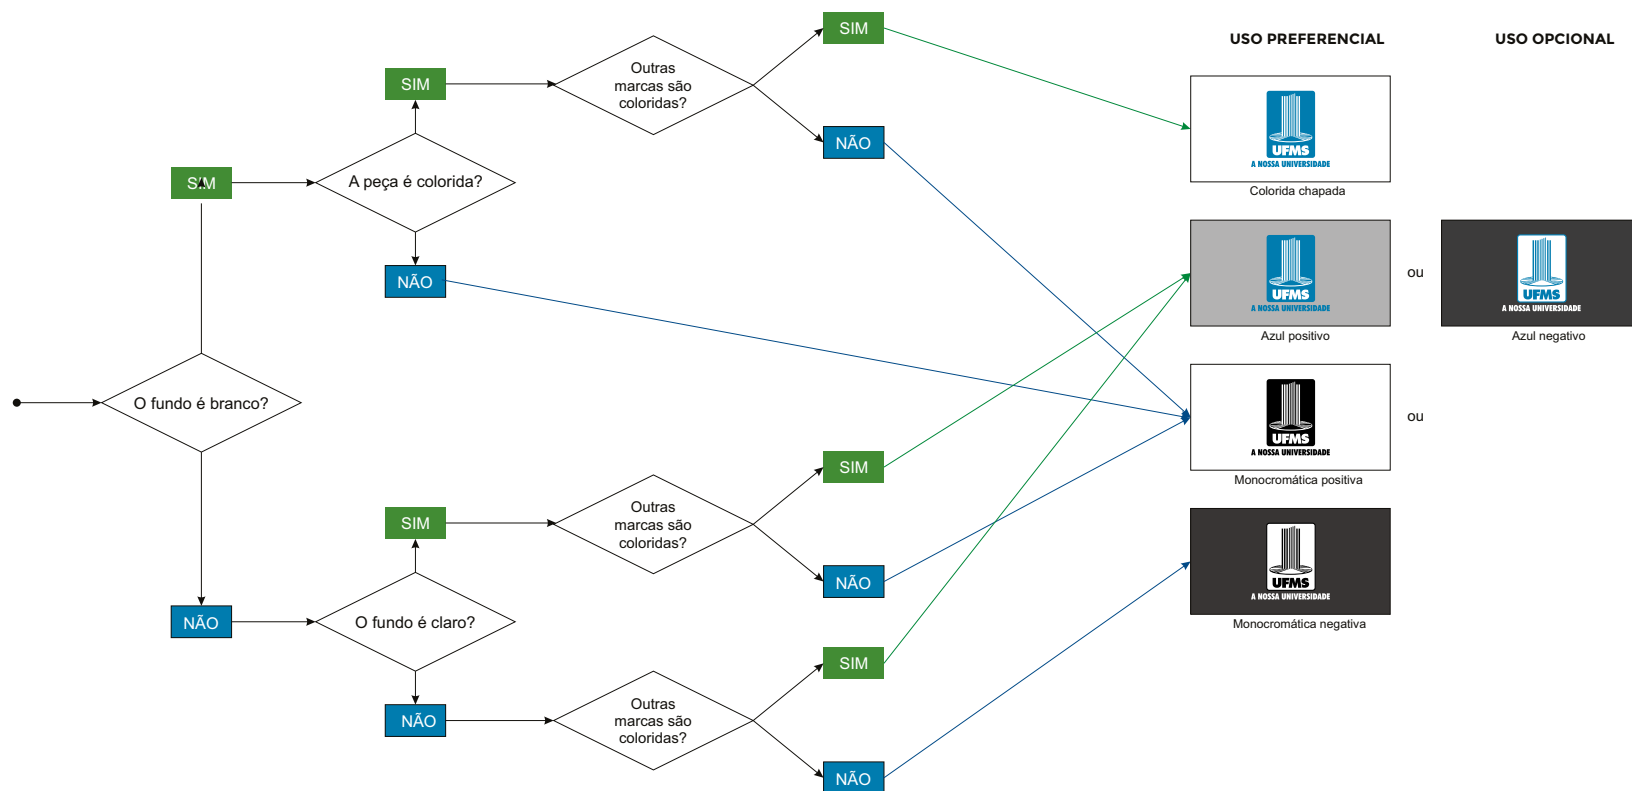 USO PREFERENCIAL
USO OPCIONAL
SIM
Outras
marcas são
coloridas?
SIM
NÃO
A peça é colorida?
SIM
NÃO
UFMS
A NOSSA UNIVERSIDADE
Colorida chapada
UFMS
A NOSSA UNIVERSIDADE
Azul positivo
ou
UFMS
A NOSSA UNIVERSIDADE
Azul negativo
O fundo é branco?
UFMS
A NOSSA UNIVERSIDADE
Monocromática positiva
ou
SIM
Outras
marcas são
coloridas?
SIM
NÃO
NÃO
O fundo é claro?
UFMS
A NOSSA UNIVERSIDADE
Monocromática negativa
SIM
NÃO
Outras
marcas são
coloridas?
NÃO